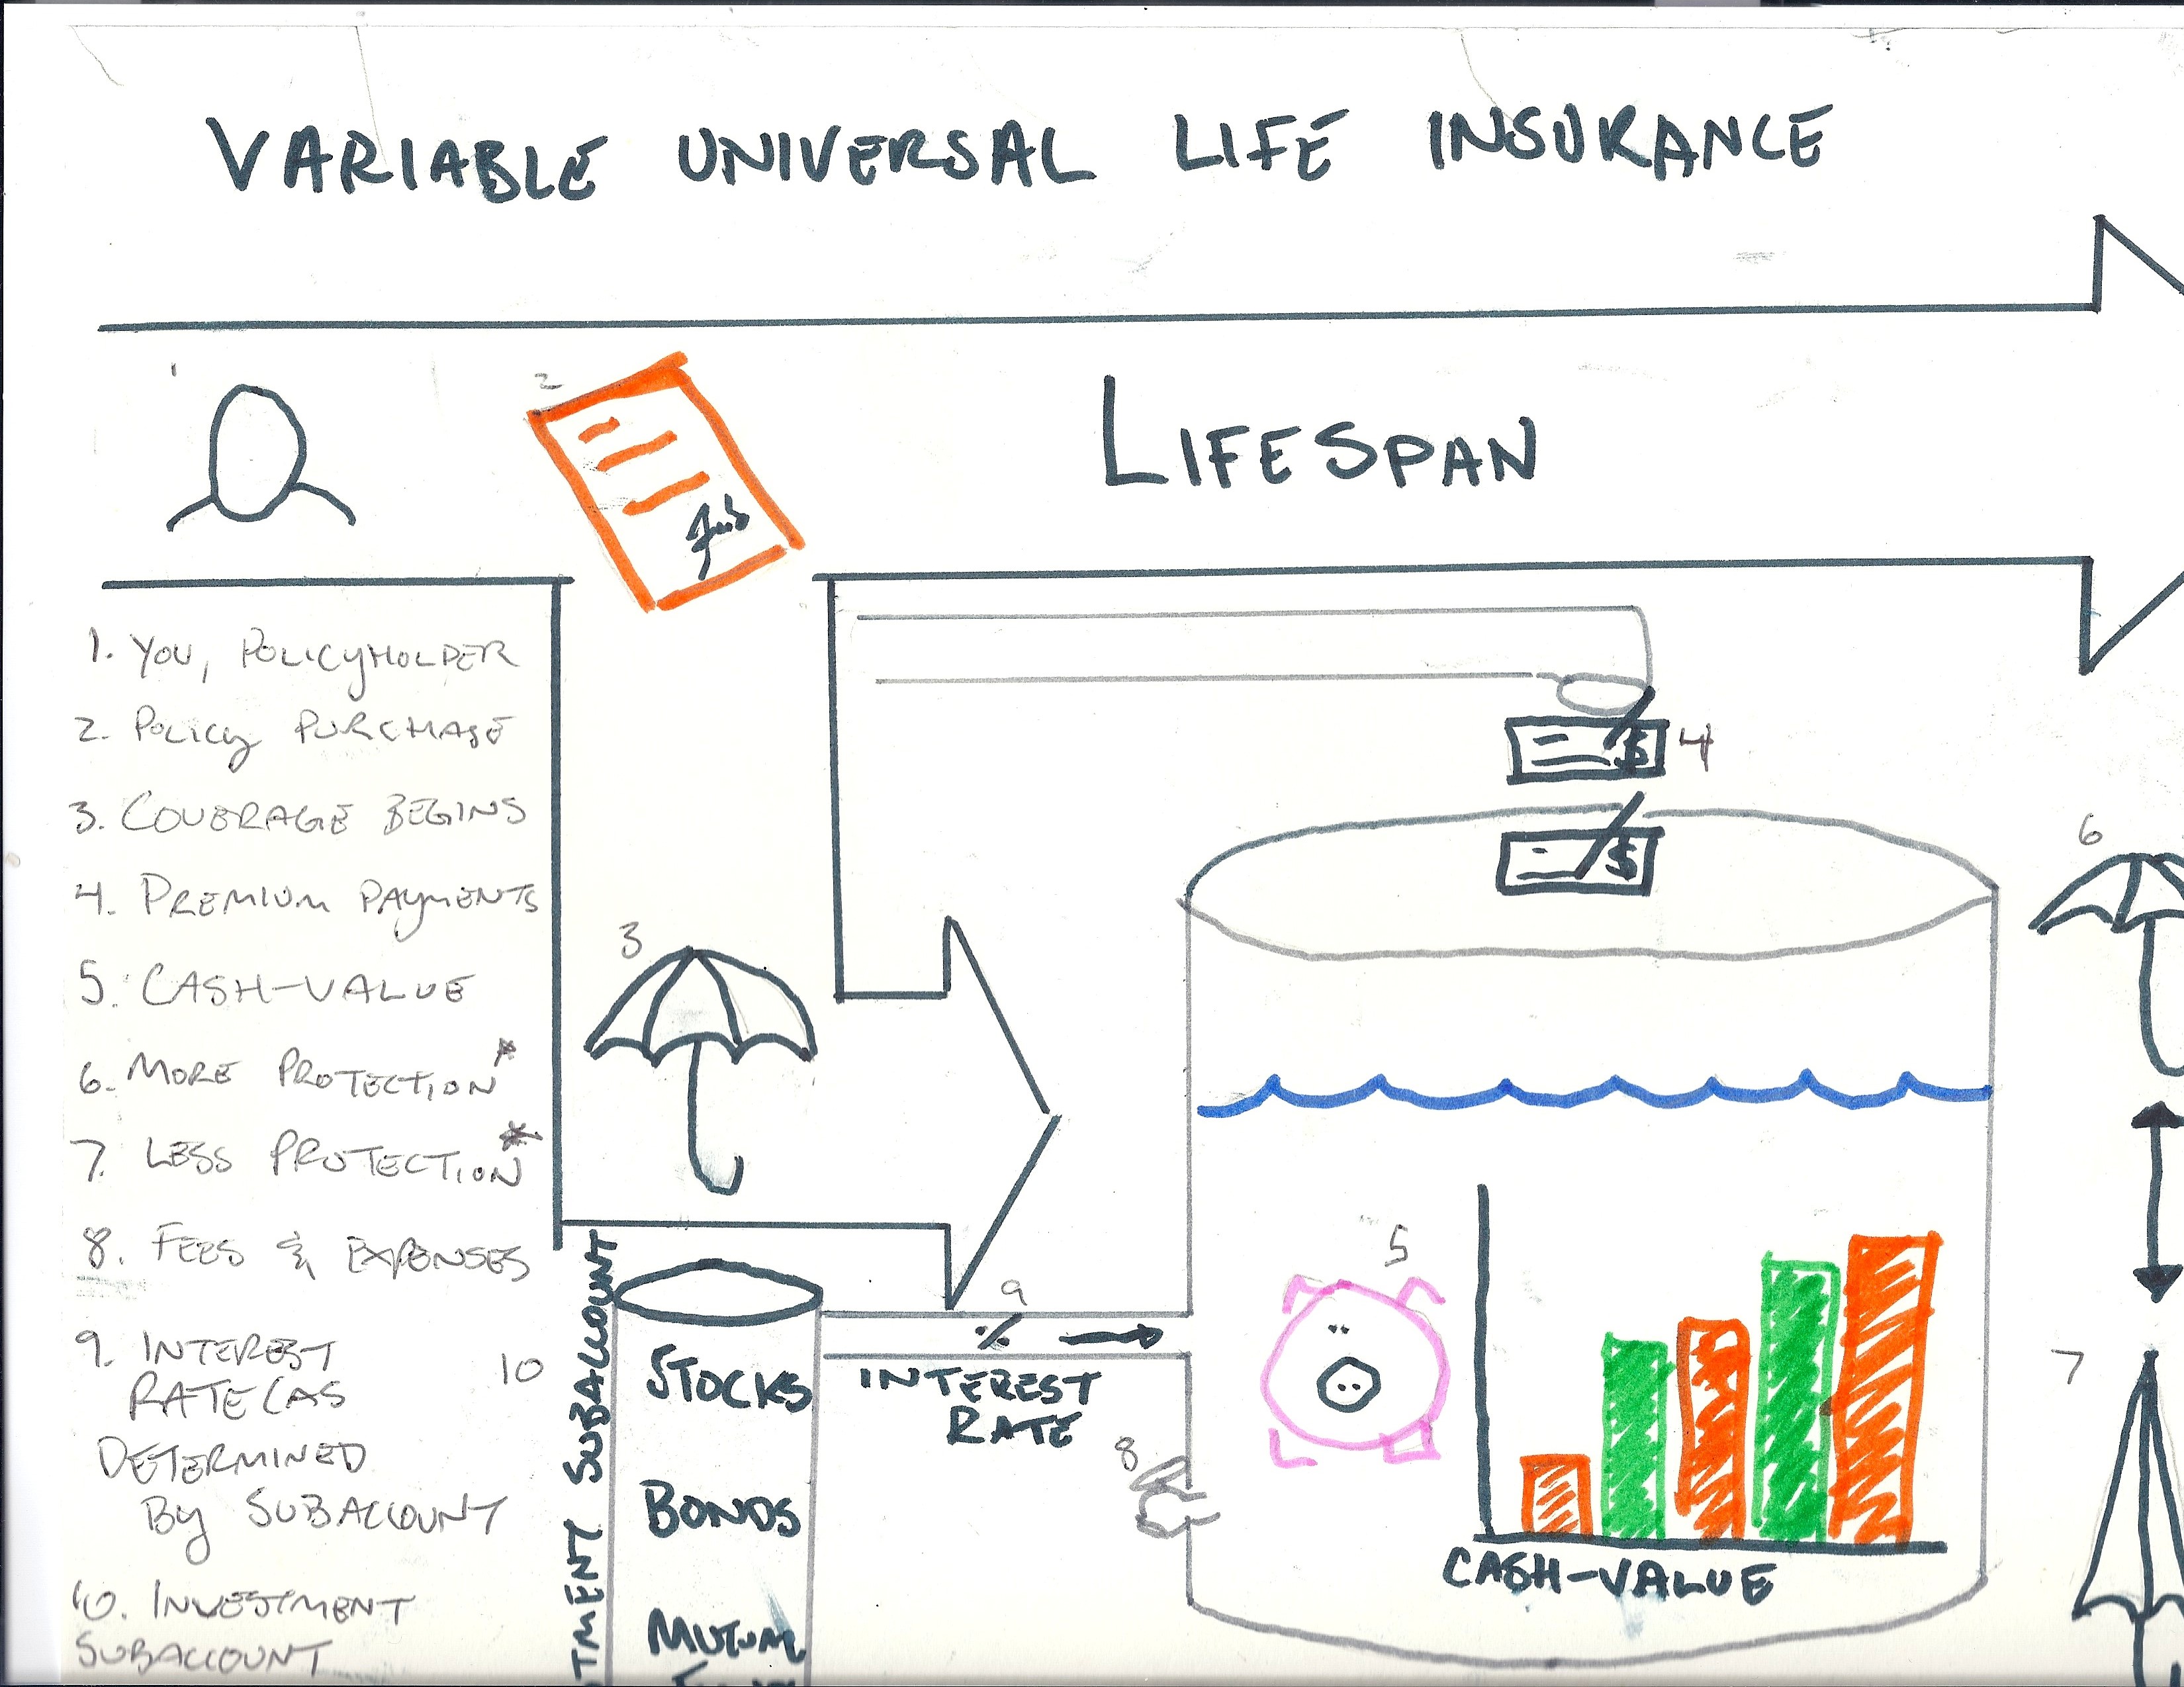 VARIABLE UNIVERSAL LIFE INSURANCE
1
2
LIFESPAN
1. YOU, POLICYHOLDER
2. POLICY PURCHASE
3. COVERAGE BEGINS
4. PREMIUM PAYMENTS
5. CASH-VALUE
6. MORE PROTECTION*
7. LESS PROTECTION*
8. FEES & EXPENSES
9. INTEREST
RATE (AS
DETERMINED
BY SUBACCOUNT
10. INVESTMENT
SUBACCOUNT
3
$ 4
$
6
5
7
8
9
%
INTEREST
RATE
10
TMENT SUBACCOUNT
STOCKS
BONDS
MUTUAL
CASH-VALUE